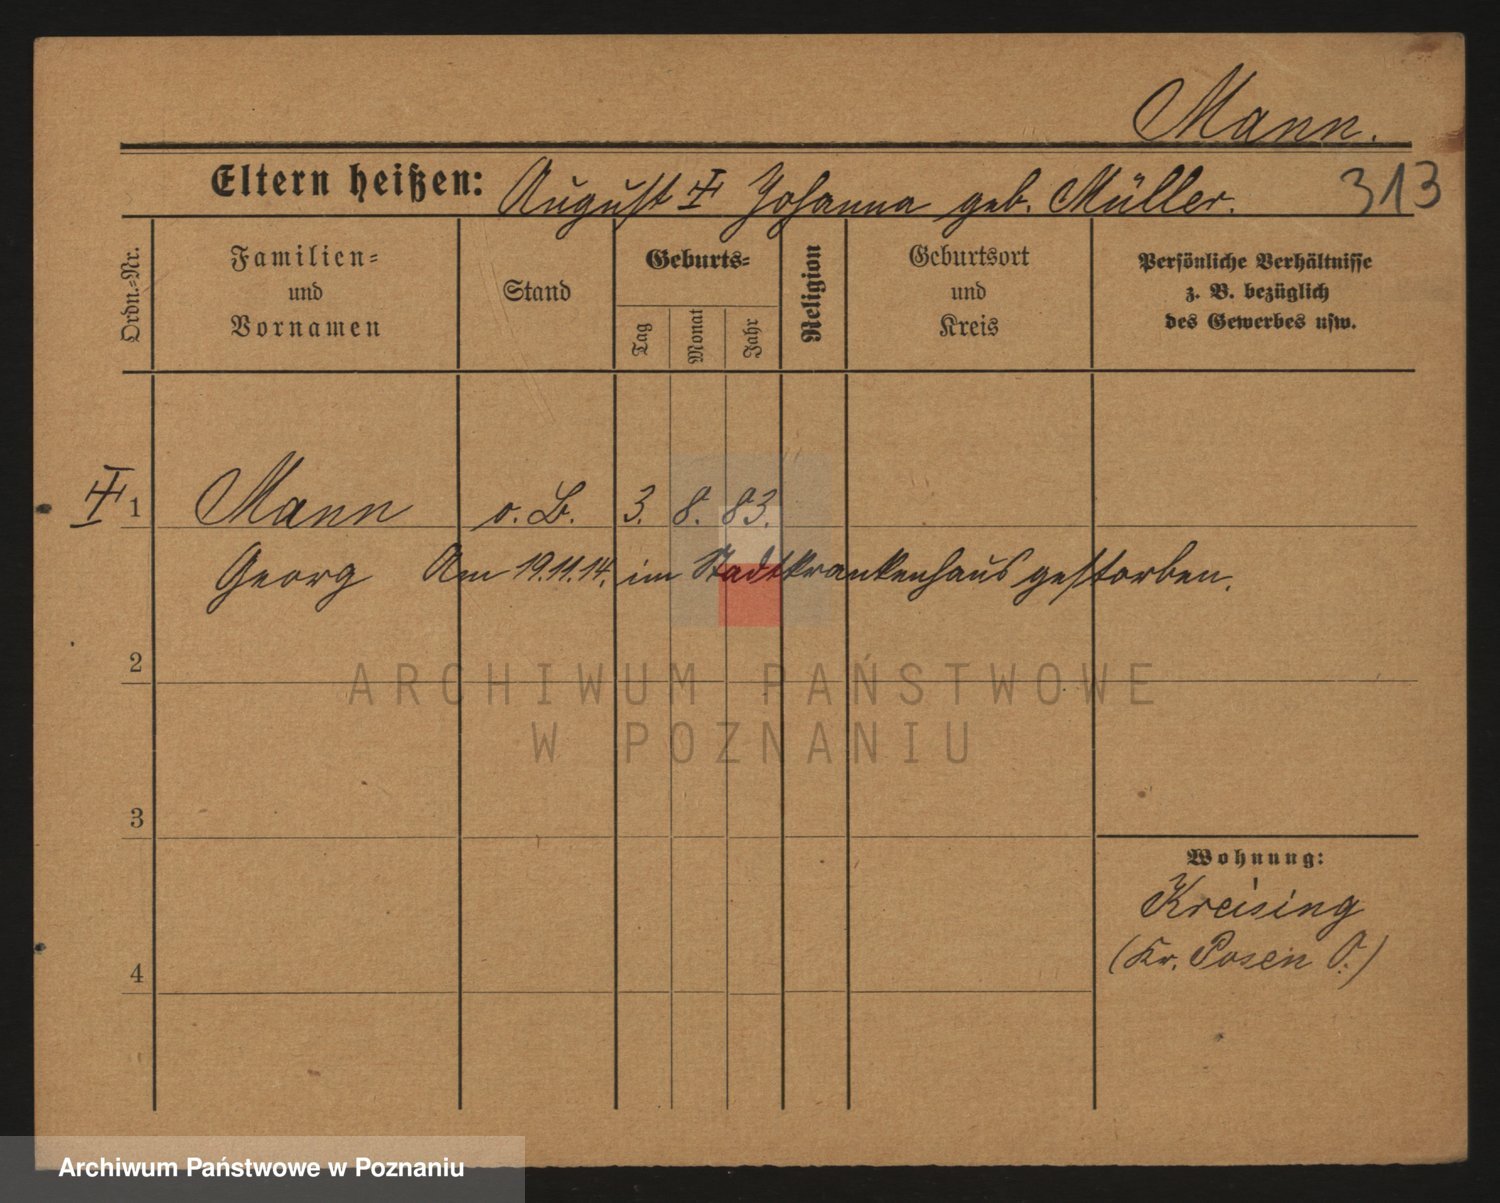 Mann.
Eltern heißen: August ‡ Johanna geb. Müller. 313
Ordn.-Nr.
Familien-
und
Vornamen
Stand
Geburts-
Tag
Monat
Jahr
Religion
Geburtsort
und
Kreis
Persönliche Verhältnisse
z. B. bezüglich
des Gewerbes usw.
‡ 1 Mann o. B. 3. 8. 83.
Georg Am 19.11.14. im Stadtkrankenhaus gestorben.
2
3
4
Wohnung:
Kreising
(Kr. Posen O.)
ARCHIWUM PAŃSTWOWE
W POZNANIU
Archiwum Państwowe w Poznaniu